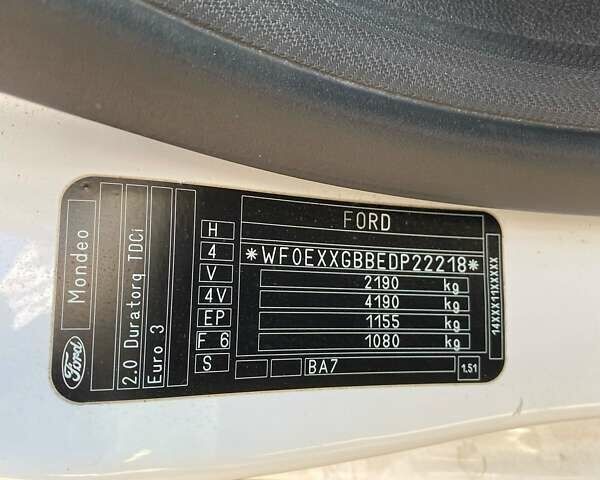 Ford
Mondeo
2.0 Duratorq TDCi
Euro 3
H
4
V
4V
EP
F 6
S
FORD
*WF0EXXGBBEDP22218*
2190 kg
4190 kg
1155 kg
1080 kg
BA7
1.51
14XXX11XXXXX